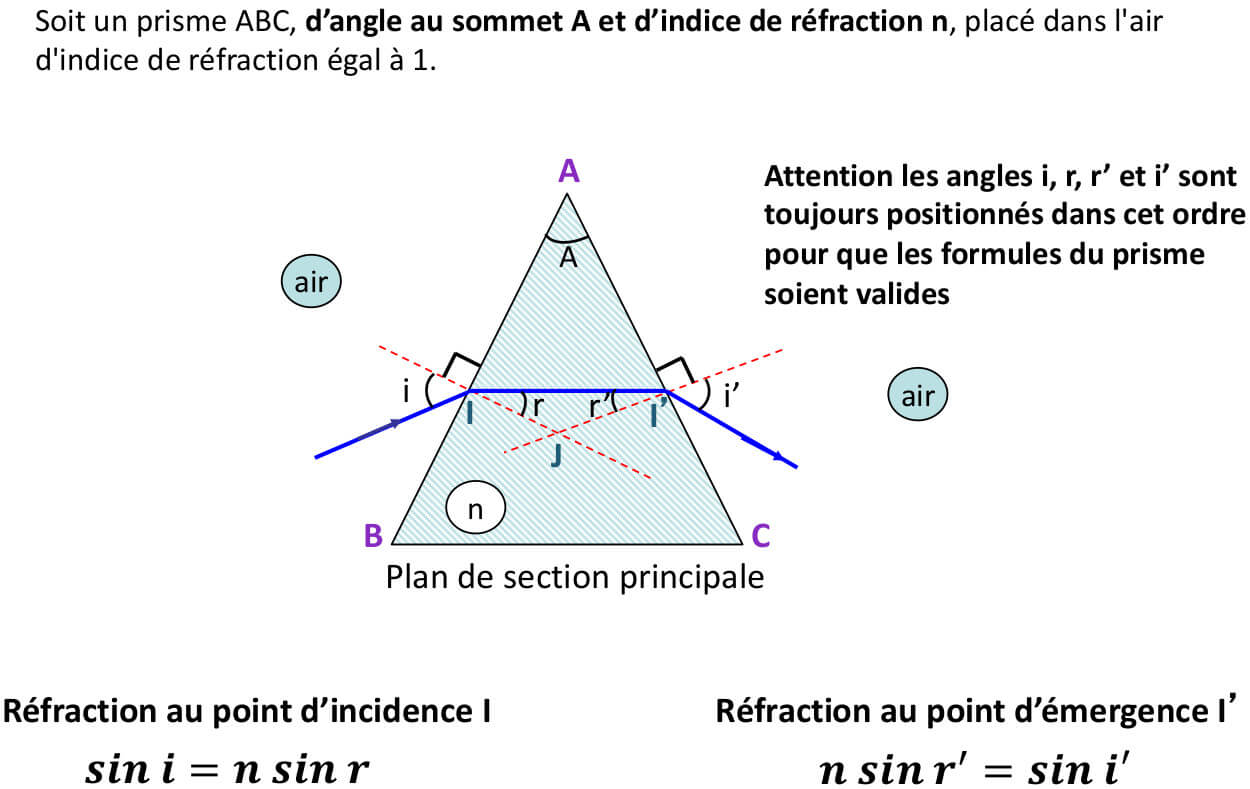 Soit un prisme ABC, d’angle au sommet A et d’indice de réfraction n, placé dans l'air
d'indice de réfraction égal à 1.
A
Attention les angles i, r, r’ et i’ sont
toujours positionnés dans cet ordre
pour que les formules du prisme
soient valides
A
air
i
I
r
r’
I’
i’
air
J
n
B
C
Plan de section principale
Réfraction au point d’incidence I
Réfraction au point d’émergence I’
sin i = n sin r
n sin r′ = sin i′